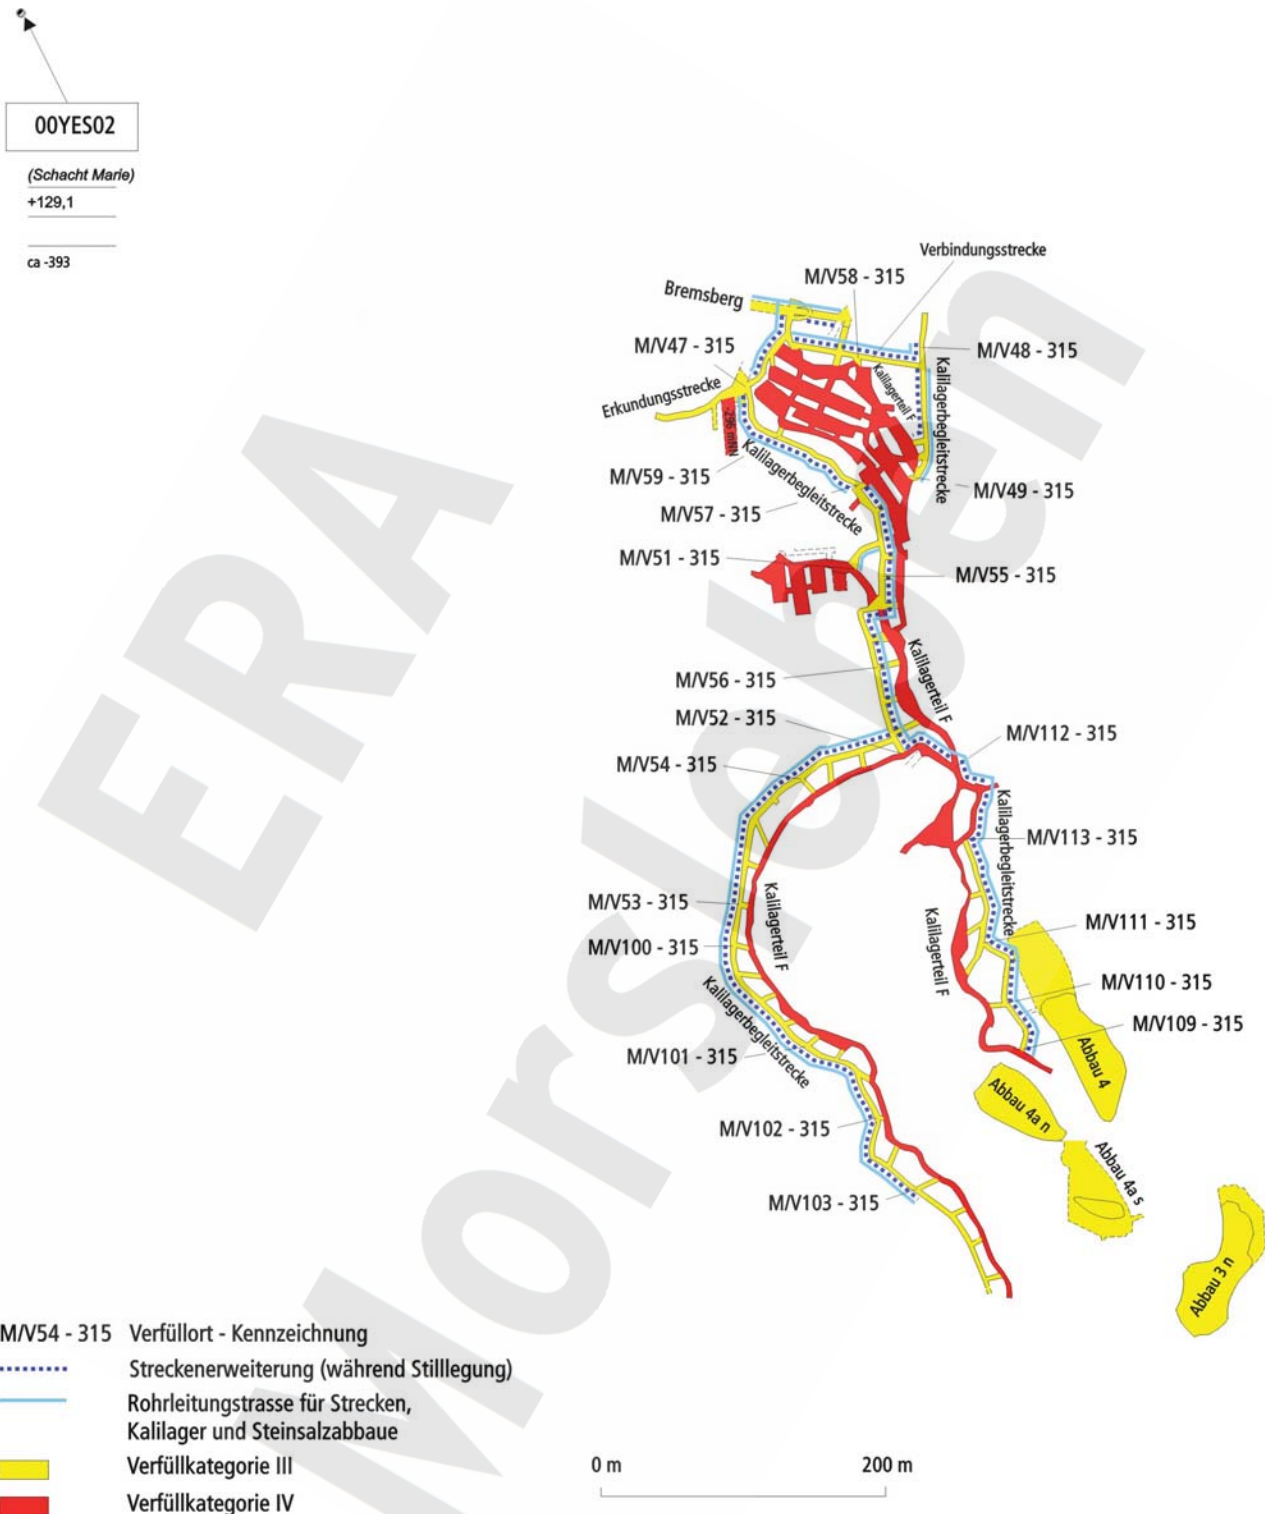 00YES02
(Schacht Marie)
+129,1
ca -393
Verbindungsstrecke
M/V58 - 315
Bremsberg
M/V47 - 315
M/V48 - 315
Kalilagerteil F
Kalilagerbegleitstrecke
Erkundungsstrecke
-296 mNN
M/V59 - 315
Kalilagerbegleitstrecke
M/V49 - 315
M/V57 - 315
M/V51 - 315
M/V55 - 315
Kalilagerteil F
M/V56 - 315
M/V52 - 315
M/V112 - 315
M/V54 - 315
Kalilagerbegleitstrecke
M/V113 - 315
M/V53 - 315
Kalilagerteil F
Kalilagerteil F
M/V111 - 315
M/V100 - 315
M/V110 - 315
Kalilagerbegleitstrecke
M/V109 - 315
M/V101 - 315
Abbau 4
Abbau 4a n
M/V102 - 315
Abbau 4a s
M/V103 - 315
Abbau 3 n
M/V54 - 315 Verfüllort - Kennzeichnung
Streckenerweiterung (während Stilllegung)
Rohrleitungstrasse für Strecken,
Kalilager und Steinsalzabbaue
Verfüllkategorie III
Verfüllkategorie IV
0 m
200 m
ERA
Morsleben